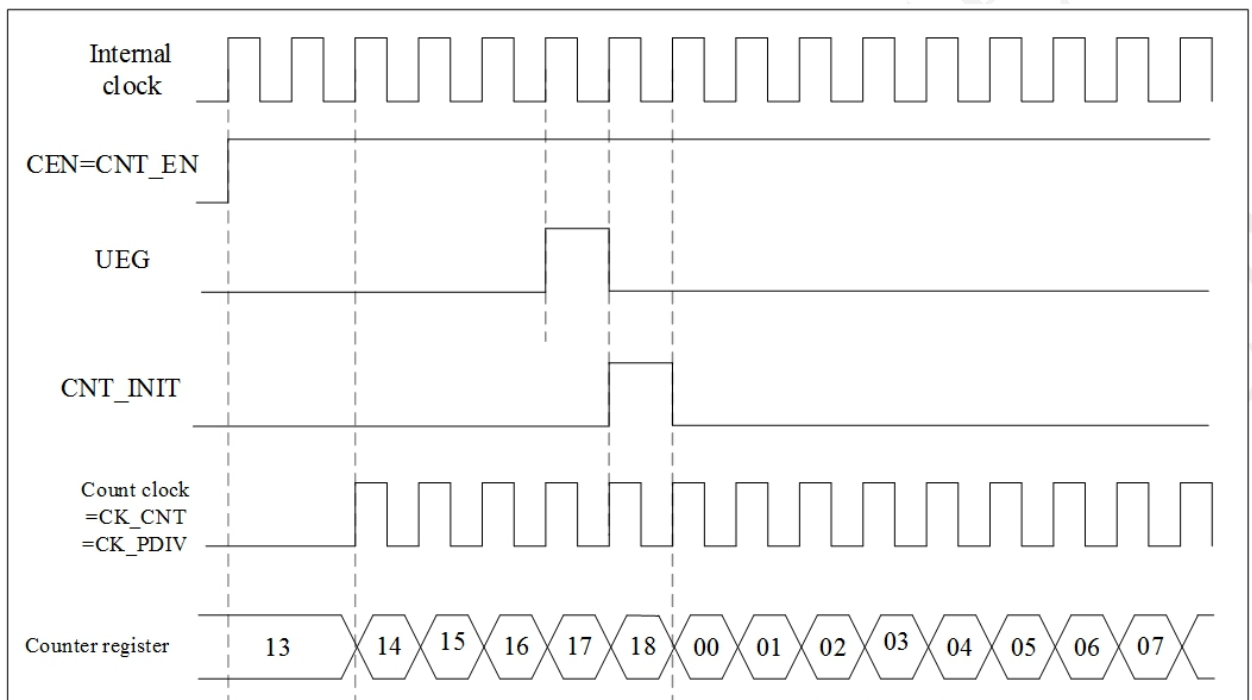 Internal
clock
CEN=CNT_EN
UEG
CNT_INIT
Count clock
=CK_CNT
=CK_PDIV
Counter register
13 14 15 16 17 18 00 01 02 03 04 05 06 07